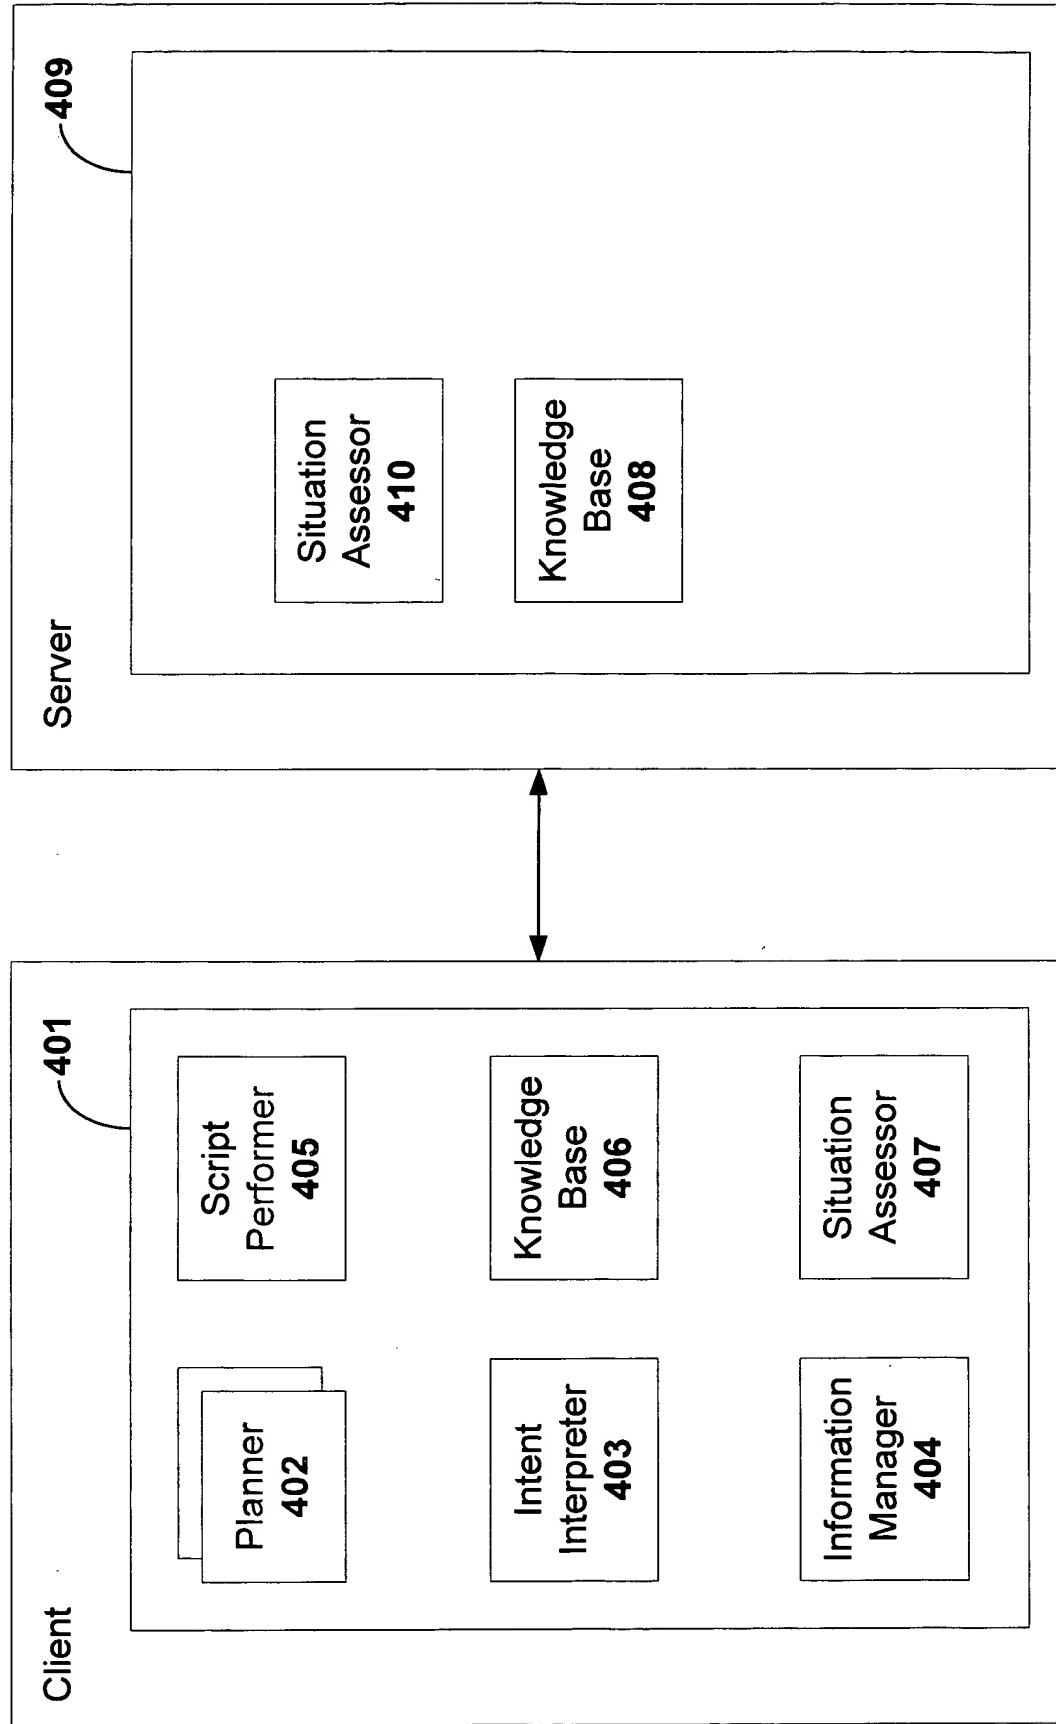 Client
401
Planner
402
Script
Performer
405
Intent
Interpreter
403
Knowledge
Base
406
Information
Manager
404
Situation
Assessor
407
Server
409
Situation
Assessor
410
Knowledge
Base
408